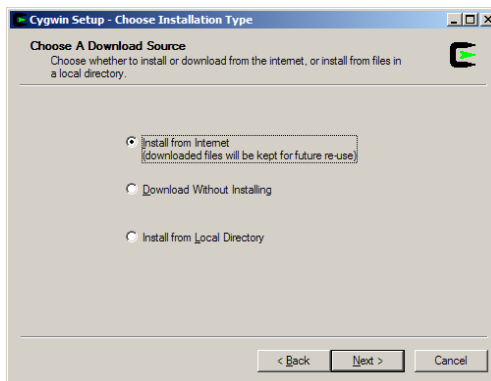 Cygwin Setup - Choose Installation Type
Choose A Download Source
Choose whether to install or download from the internet, or install from files in
a local directory.
Install from Internet
(downloaded files will be kept for future re-use)
Download Without Installing
Install from Local Directory
< Back Next > Cancel